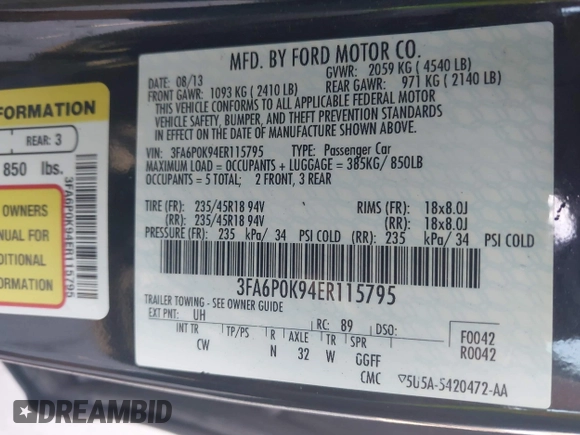 MFD. BY FORD MOTOR CO.
DATE: 08/13
GVWR: 2059 KG ( 4540 LB)
FRONT GAWR: 1093 KG ( 2410 LB)
REAR GAWR: 971 KG ( 2140 LB)
THIS VEHICLE CONFORMS TO ALL APPLICABLE FEDERAL MOTOR
VEHICLE SAFETY, BUMPER, AND THEFT PREVENTION STANDARDS
IN EFFECT ON THE DATE OF MANUFACTURE SHOWN ABOVE.
VIN: 3FA6P0K94ER115795
TYPE: Passenger Car
MAXIMUM LOAD = OCCUPANTS + LUGGAGE = 385KG/ 850LB
OCCUPANTS = 5 TOTAL; 2 FRONT, 3 REAR
TIRE (FR): 235/45R18 94V
RIMS (FR): 18x8.0J
(RR): 235/45R18 94V
(RR): 18x8.0J
PRESSURE (FR): 235 kPa/ 34 PSI COLD (RR): 235 kPa/ 34 PSI COLD
3FA6P0K94ER115795
TRAILER TOWING - SEE OWNER GUIDE
EXT PNT: UH
RC: 89
DSO:
F0042
R0042
INT TR TP/PS R AXLE TR SPR
CW N 32 W GGFF
CMC
▽5U5A-5420472-AA
FORMATION
REAR: 3
850 lbs.
OWNERS
NUAL FOR
DITIONAL
ORMATION
3FA6P0K94ER115795
DREAMBID